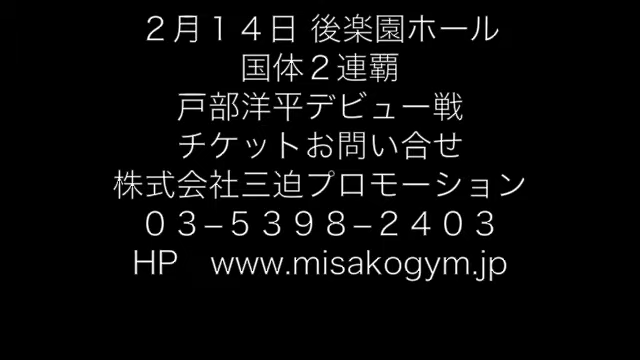 ２月１４日 後楽園ホール
国体２連覇
戸部洋平デビュー戦
チケットお問い合せ
株式会社三迫プロモーション
０３−５３９８−２４０３
HP　www.misakogym.jp